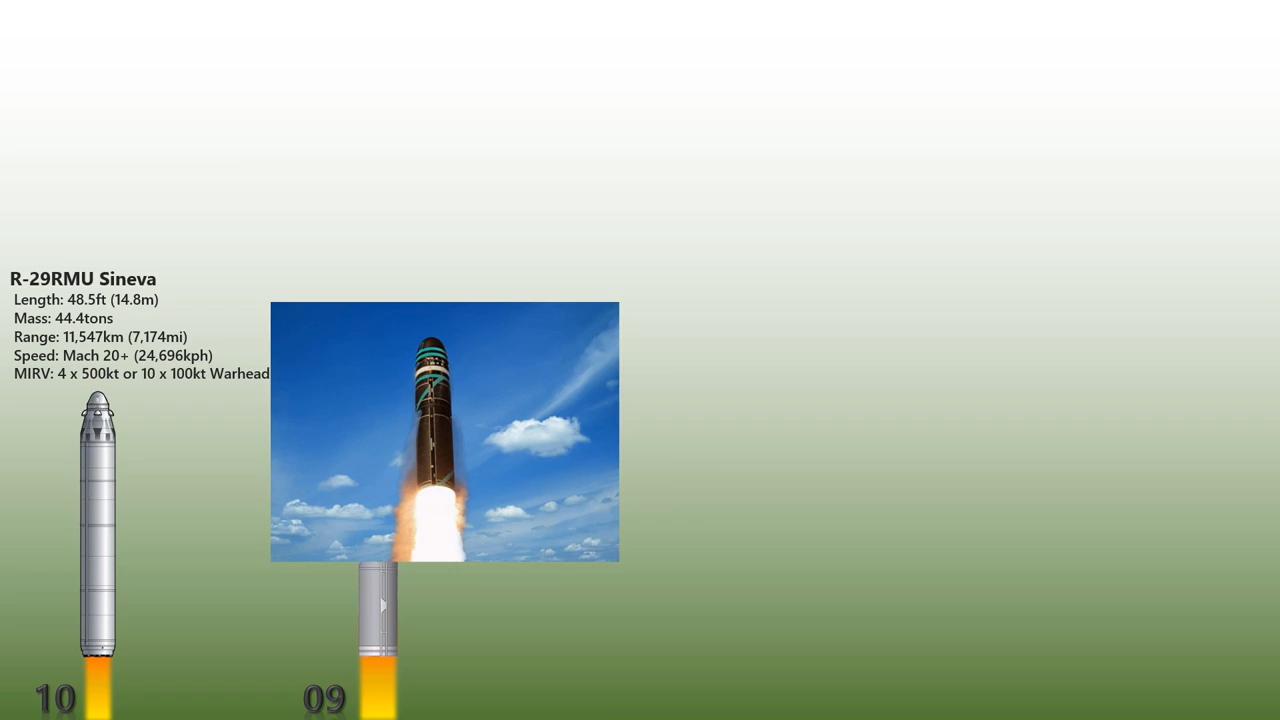 R-29RMU Sineva
Length: 48.5ft (14.8m)
Mass: 44.4tons
Range: 11,547km (7,174mi)
Speed: Mach 20+ (24,696kph)
MIRV: 4 x 500kt or 10 x 100kt Warhead
10
09